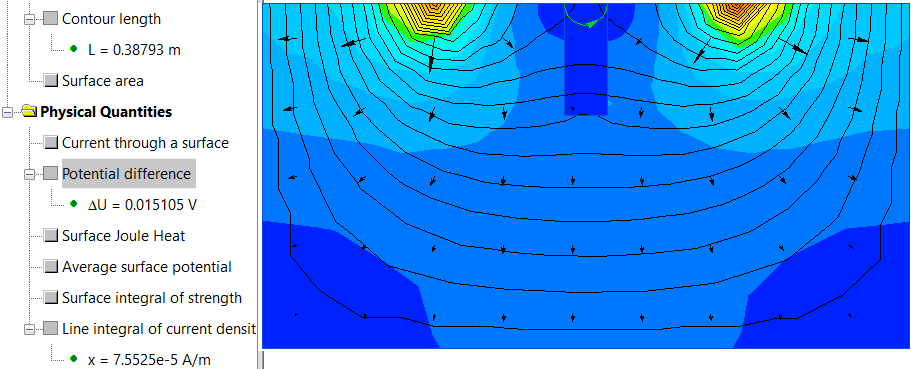 Contour length
L = 0.38793 m
Surface area
Physical Quantities
Current through a surface
Potential difference
ΔU = 0.015105 V
Surface Joule Heat
Average surface potential
Surface integral of strength
Line integral of current densit
x = 7.5525e-5 A/m